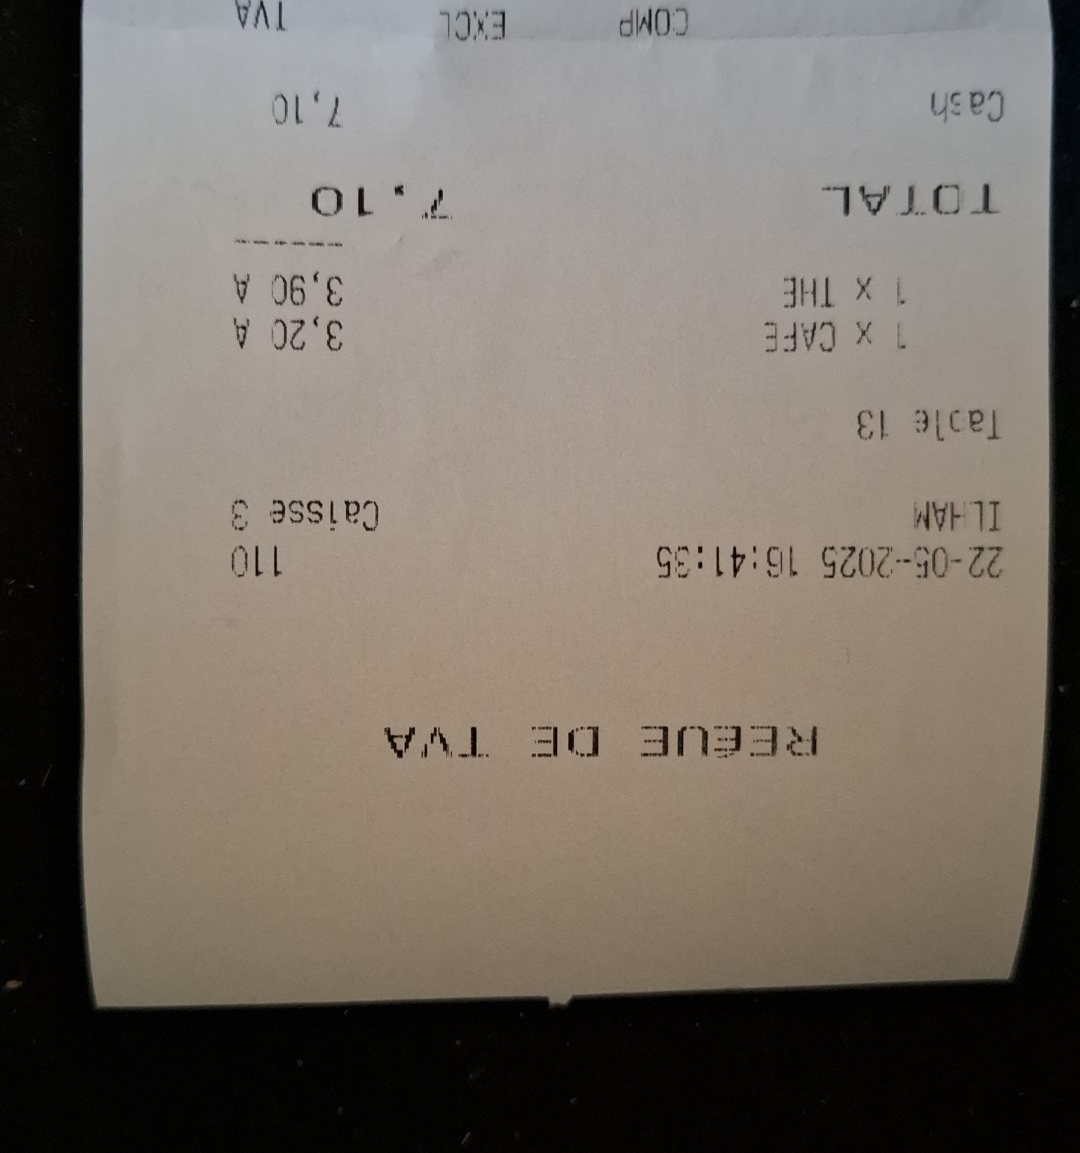 REÉUE DE TVA
22-05-2025 16:41:35 110
ILHAM Caisse 3
Table 13
1 x CAFE 3,20 A
1 x THE 3,90 A
------
TOTAL 7,10
Cash 7,10
COMP EXCL TVA